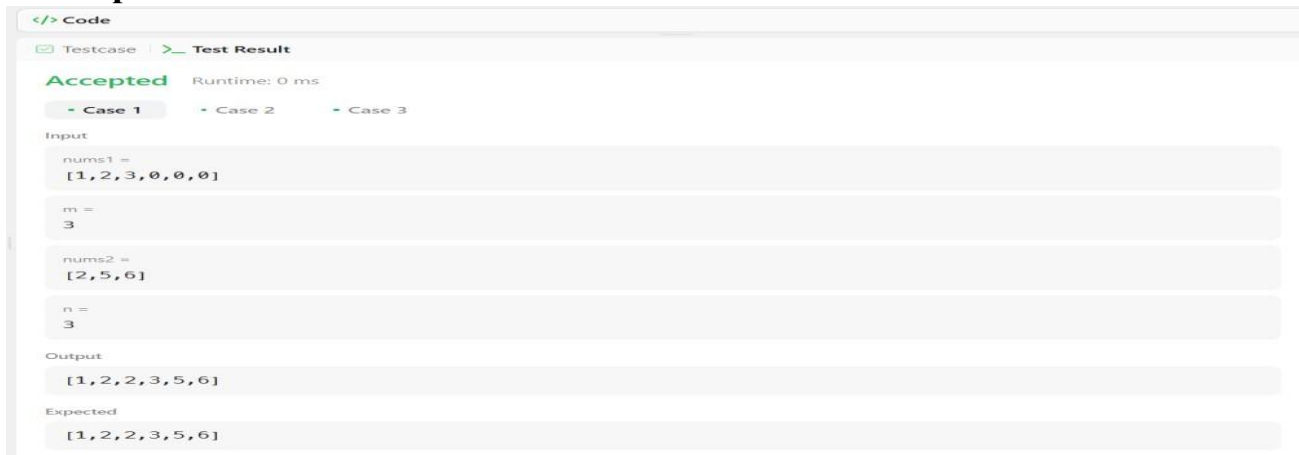 </> Code
Testcase >_ Test Result
Accepted Runtime: 0 ms
• Case 1 • Case 2 • Case 3
Input
nums1 =
[1,2,3,0,0,0]
m =
3
nums2 =
[2,5,6]
n =
3
Output
[1,2,2,3,5,6]
Expected
[1,2,2,3,5,6]